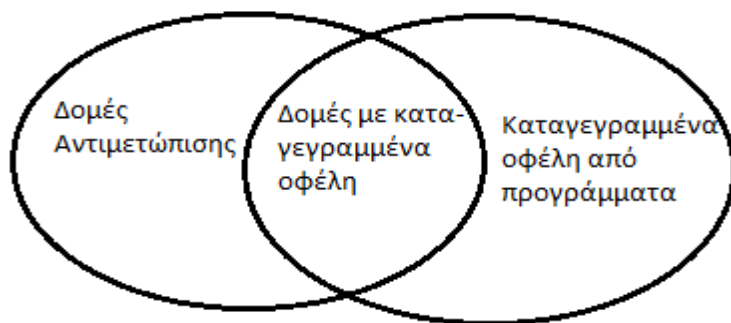 Δομές
Αντιμετώπισης
Δομές με κατα-
γεγραμμένα
οφέλη
Καταγεγραμμένα
οφέλη από
προγράμματα